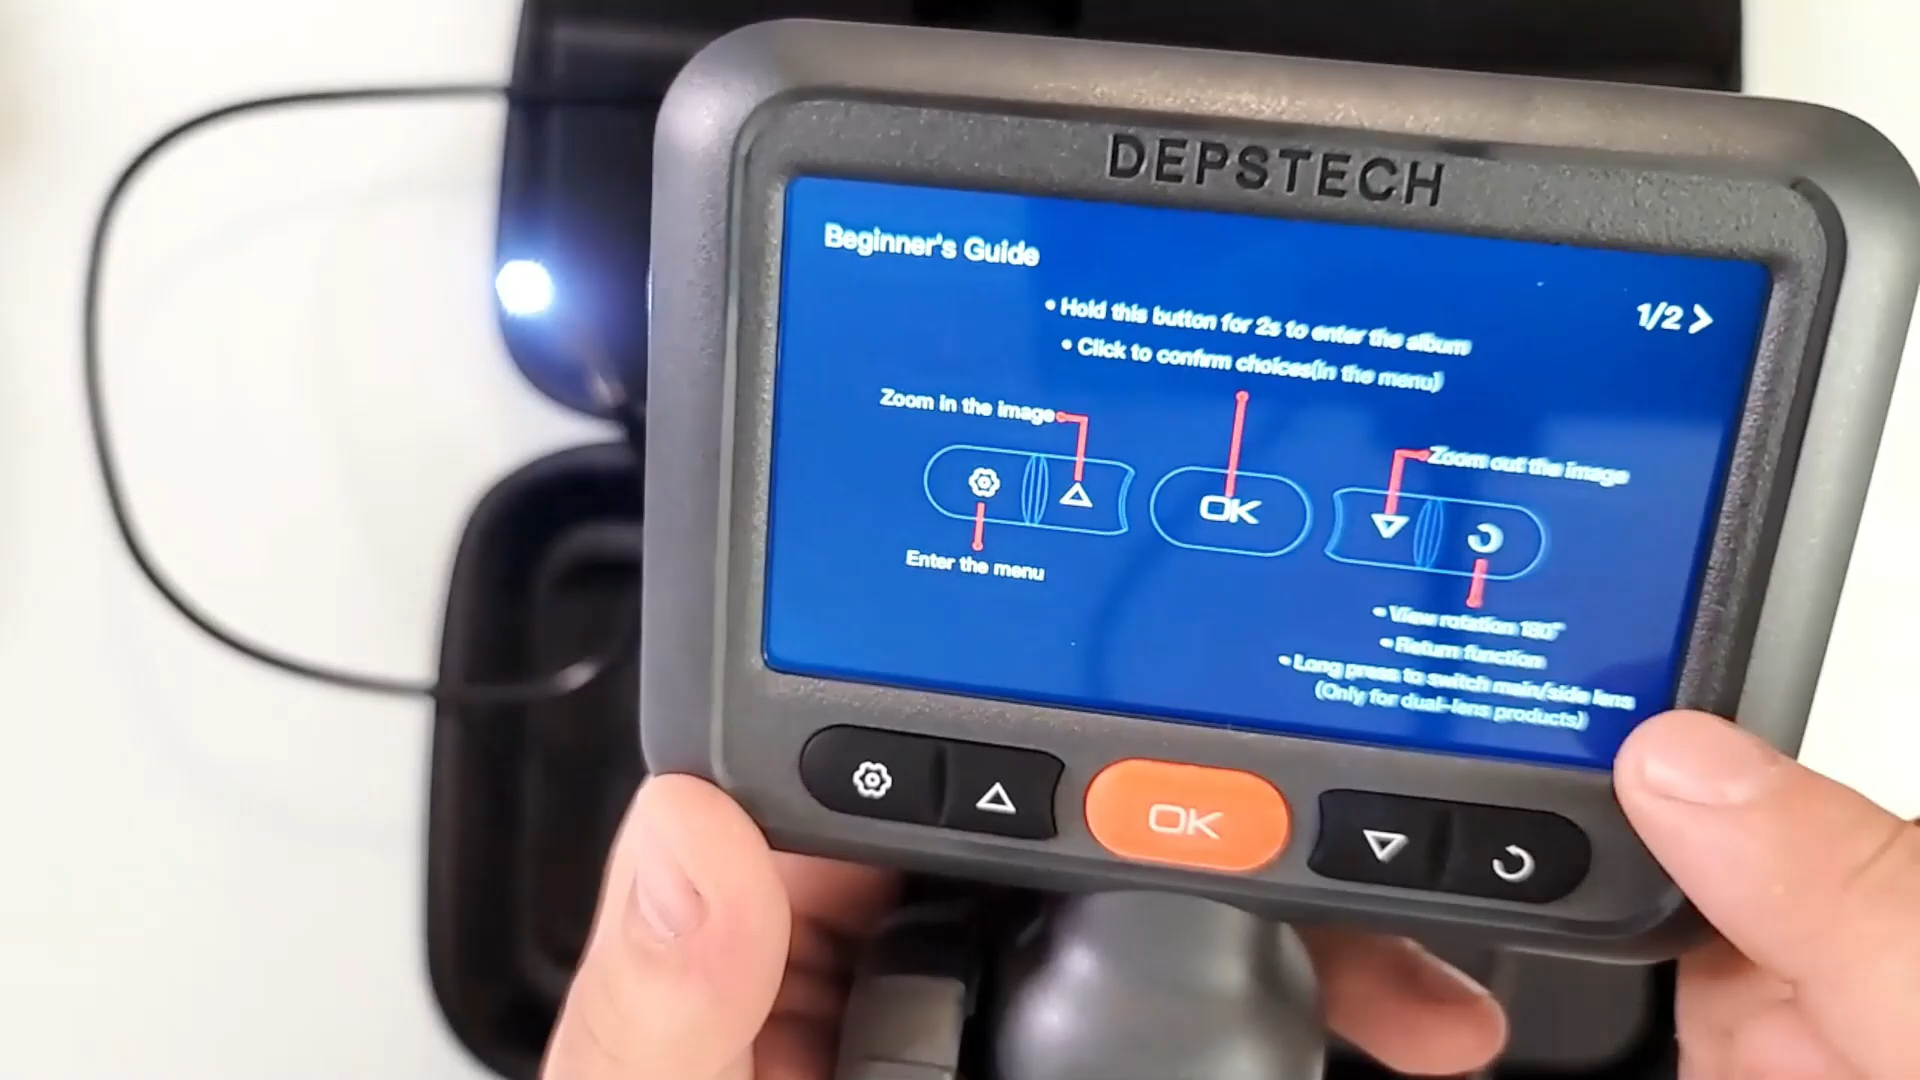 DEPSTECH
Beginner's Guide
1/2
• Hold this button for 2s to enter the album
• Click to confirm choices(in the menu)
Zoom in the image
Zoom out the image
OK
Enter the menu
• View rotation 180°
• Return function
• Long press to switch main/side lens
(Only for dual-lens products)
OK